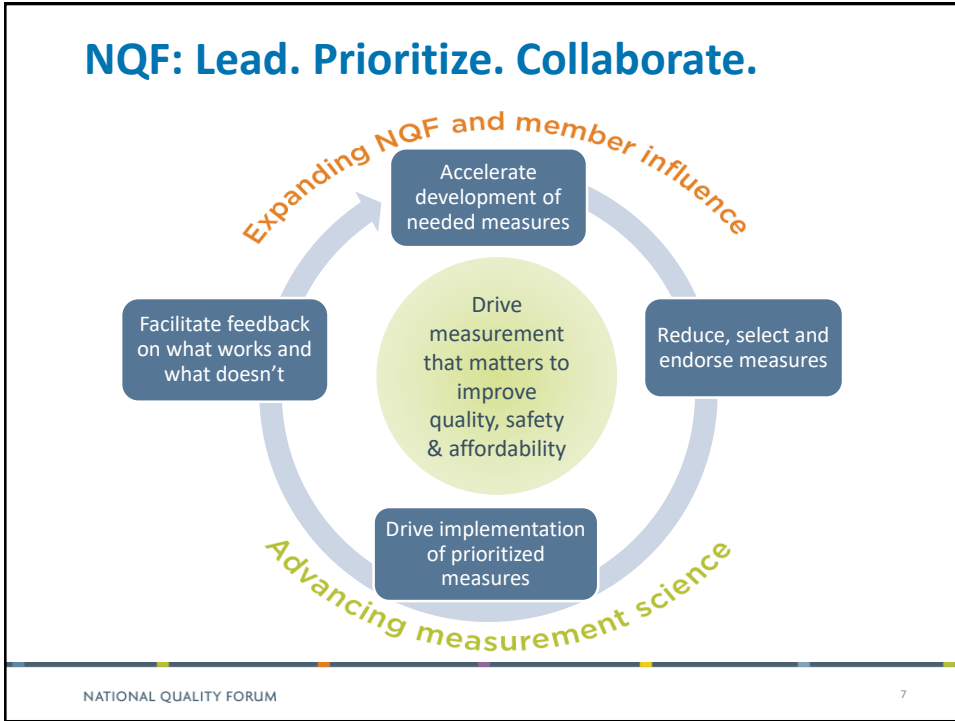 NQF: Lead. Prioritize. Collaborate.
Expanding NQF and member influence
Accelerate
development of
needed measures
Facilitate feedback
on what works and
what doesn’t
Drive
measurement
that matters to
improve
quality, safety
& affordability
Reduce, select and
endorse measures
Drive implementation
of prioritized
measures
Advancing measurement science
NATIONAL QUALITY FORUM
7